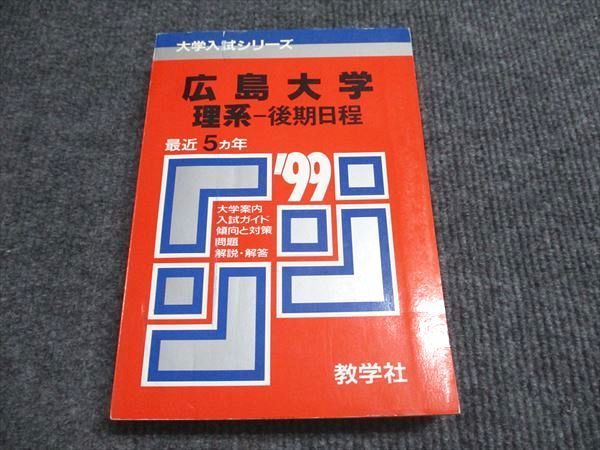 大学入試シリーズ
広島大学
理系-後期日程
最近5ヵ年
'99
大学案内
入試ガイド
傾向と対策
問題
解説・解答
教学社